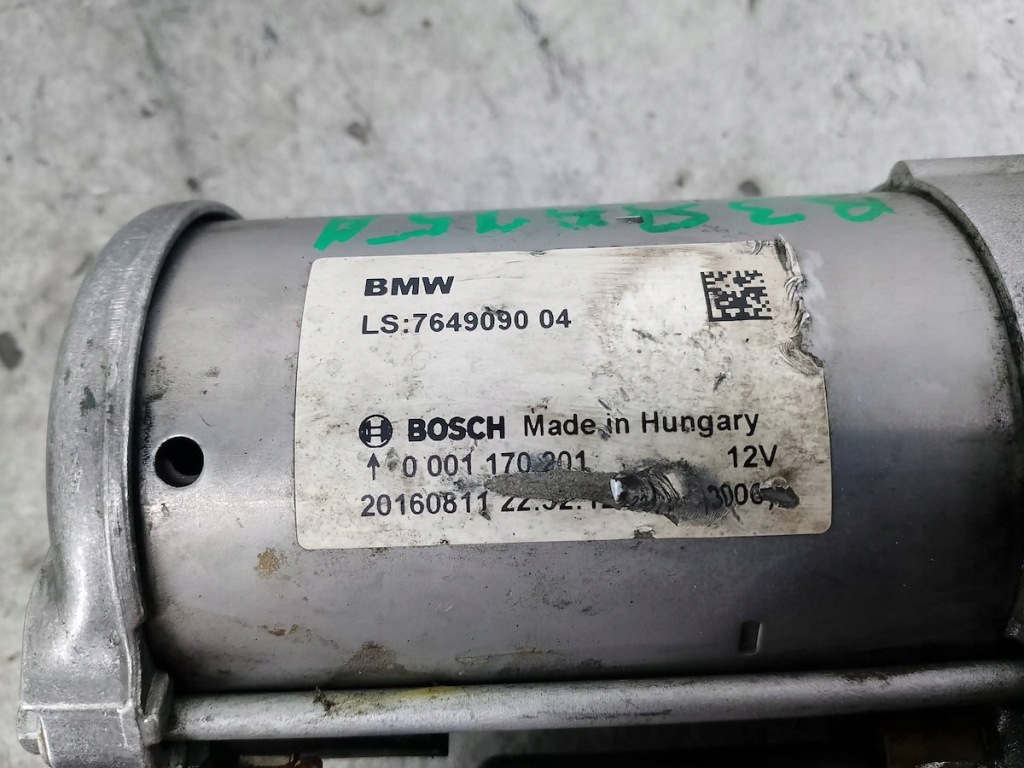 BMW
LS:7649090 04
BOSCH Made in Hungary
0 001 170 201 12V
20160811